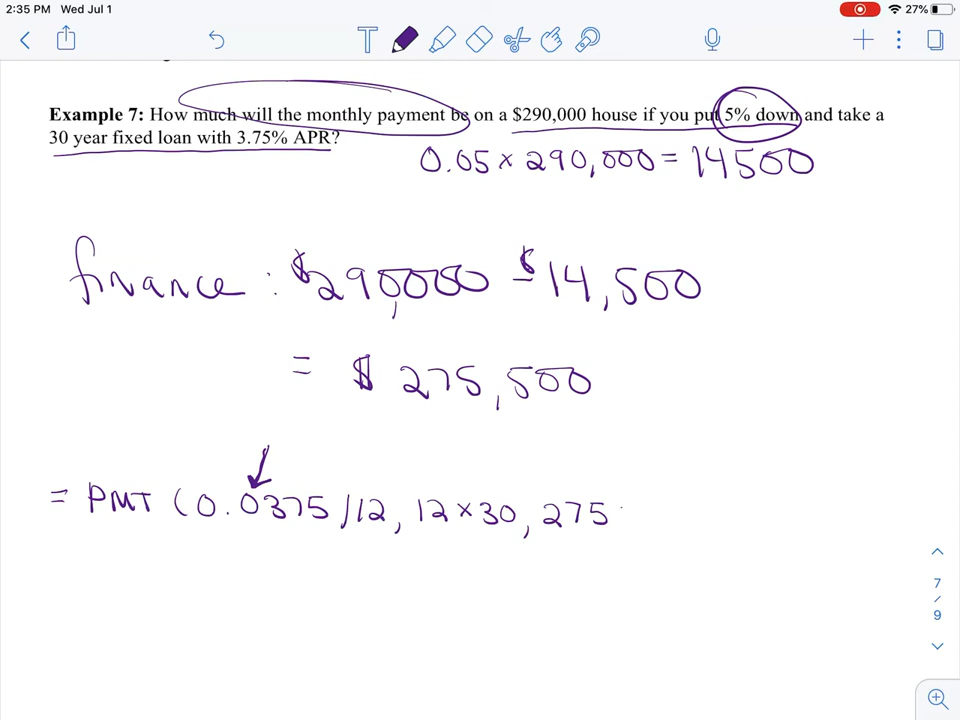 2:35 PM Wed Jul 1 27%
T
Example 7: How much will the monthly payment be on a $290,000 house if you put 5% down and take a
30 year fixed loan with 3.75% APR?
0.05 × 290,000 = 14500
finance : $290,000 - $14,500
= $ 275,500
= PMT (0.0375/12, 12×30, 275
7
/
9